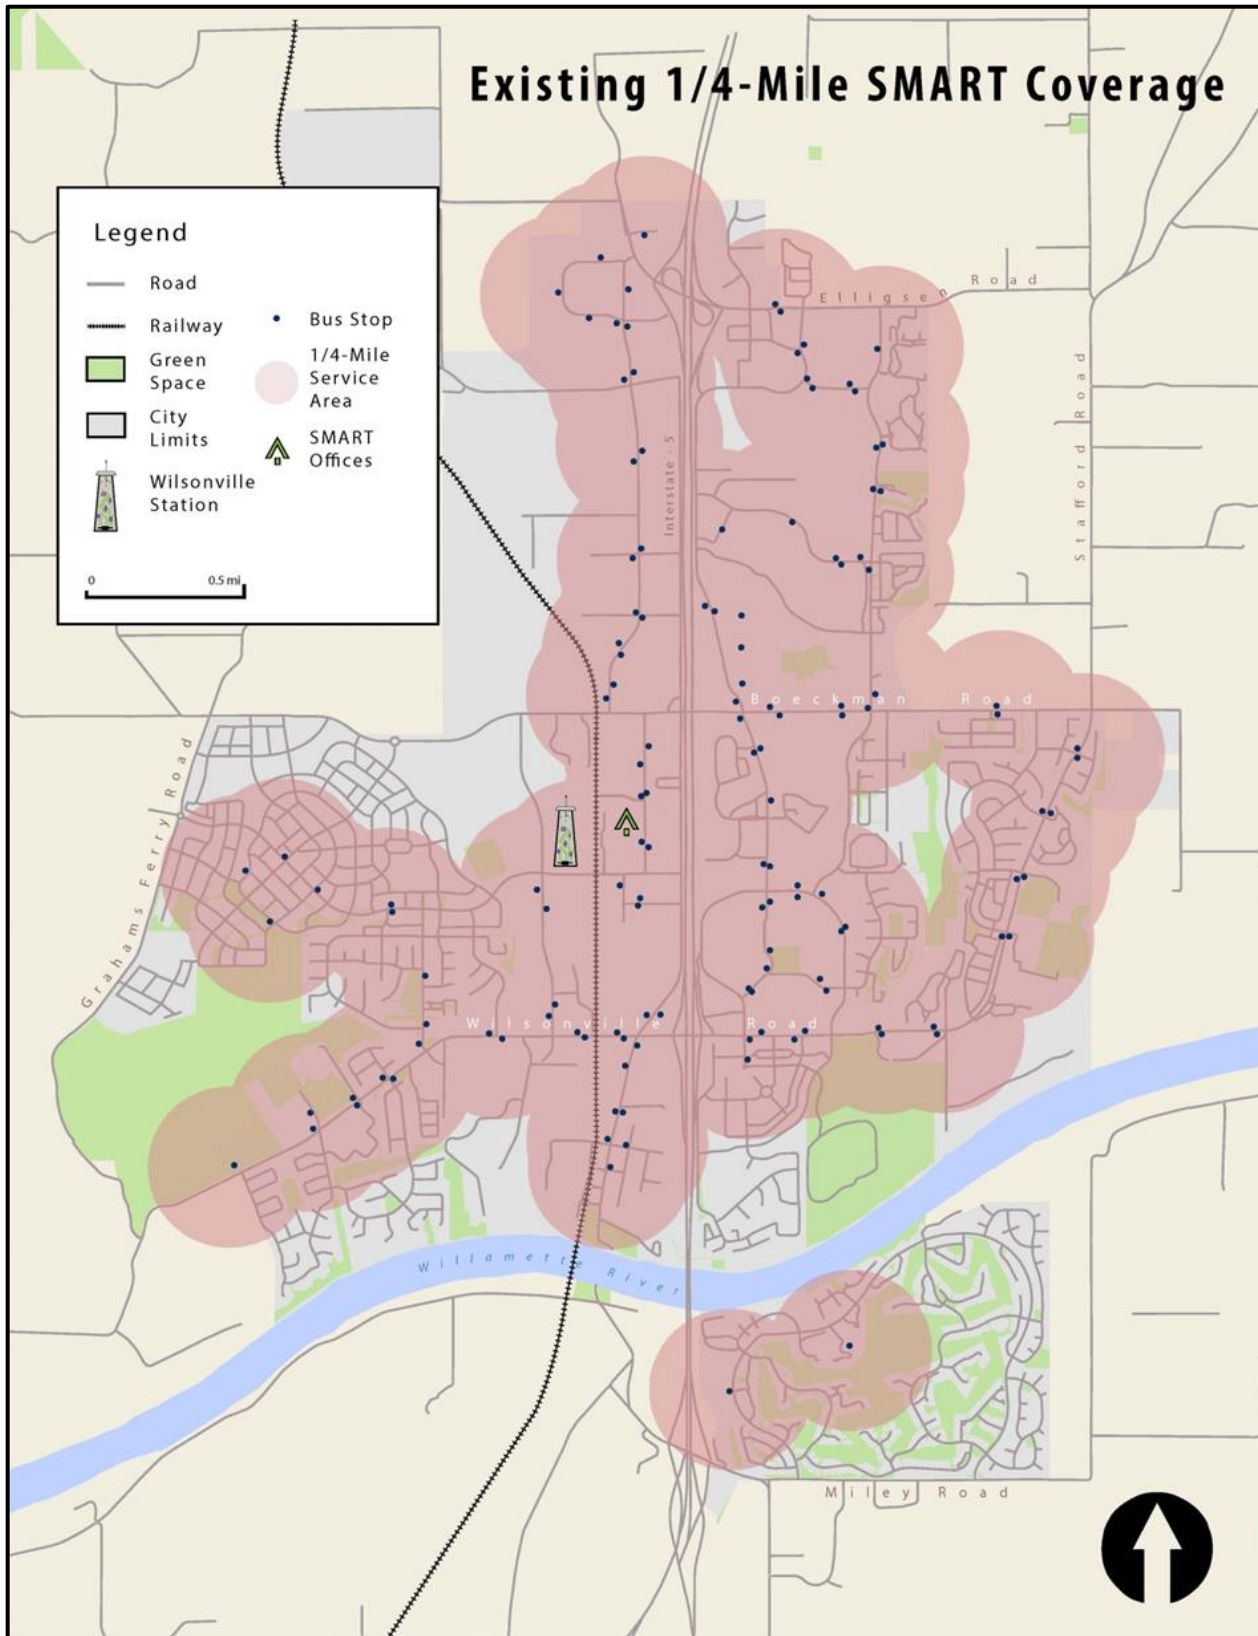 Existing 1/4-Mile SMART Coverage
Legend
Road
Railway
Green
Space
City
Limits
Wilsonville
Station
Bus Stop
1/4-Mile
Service
Area
SMART
Offices
0 0.5 mi
Elligsen Road
Stafford Road
Interstate - 5
Boeckman Road
Grahams Ferry Road
Wilsonville Road
Willamette River
Miley Road